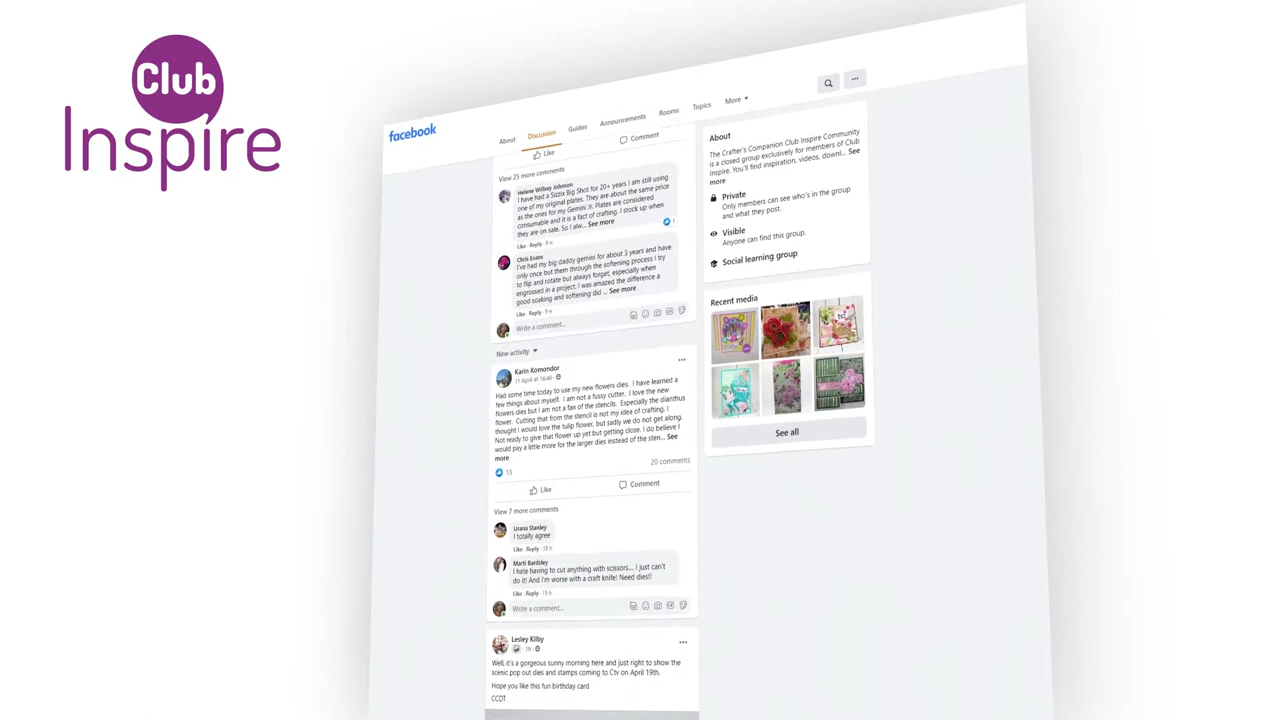 Club
Inspire
facebook
About
Discussion
Guides
Announcements
Rooms
Topics
More
Like
Comment
View 25 more comments
Helene Willsey Johnson
I have had a Sizzix Big Shot for 20+ years I am still using
one of my original plates. They are about the same price
as the ones for my Gemini Jr. Plates are considered
consumable and it is a fact of crafting. I stock up when
they are on sale. So I alw... See more
1
Like · Reply · 9 w
Chris Evans
I've had my big daddy gemini for about 3 years and have
only once but them through the softening process I try
to flip and rotate but always forget, especially when
engrossed in a project, I was amazed the difference a
good soaking and softening did ... See more
Like · Reply · 9 w
Write a comment...
New activity
Karin Komondor
11 April at 16:46 ·
Had some time today to use my new flowers dies. I have learned a
few things about myself. I am not a fussy cutter. I love the new
flowers dies but I am not a fan of the stencils. Especially the dianthus
flower. Cutting that from the stencil is not my idea of crafting. I
thought I would love the tulip flower, but sadly we do not get along.
Not ready to give that flower up yet but getting close. I do believe I
would pay a little more for the larger dies instead of the sten... See
more
13
20 comments
Like
Comment
View 7 more comments
Urana Stanley
I totally agree
Like · Reply · 18 h
Marti Bardsley
I hate having to cut anything with scissors.... I just can't
do it! And I'm worse with a craft knife! Need dies!!
Like · Reply · 15 h
Write a comment...
Lesley Kilby
· 1h ·
Well, it's a gorgeous sunny morning here and just right to show the
scenic pop out dies and stamps coming to Ctv on April 19th.
Hope you like this fun birthday card
CCDT
About
The Crafter's Companion Club Inspire Community
is a closed group exclusively for members of Club
Inspire. You'll find inspiration, videos, downl... See
more
Private
Only members can see who's in the group
and what they post.
Visible
Anyone can find this group.
Social learning group
Recent media
See all